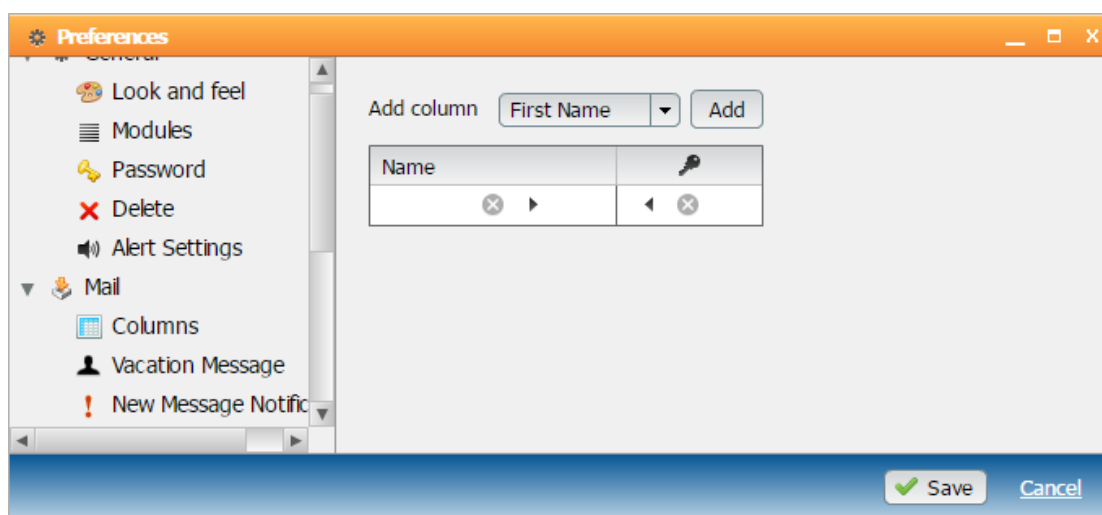 Preferences
General
Look and feel
Modules
Password
Delete
Alert Settings
Mail
Columns
Vacation Message
New Message Notific
Add column First Name Add
Name
Save Cancel